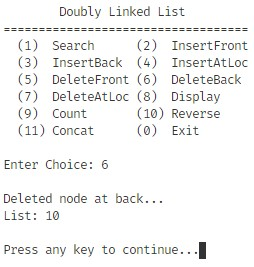 Doubly Linked List
===================================
(1) Search (2) InsertFront
(3) InsertBack (4) InsertAtLoc
(5) DeleteFront (6) DeleteBack
(7) DeleteAtLoc (8) Display
(9) Count (10) Reverse
(11) Concat (0) Exit
Enter Choice: 6
Deleted node at back...
List: 10
Press any key to continue...